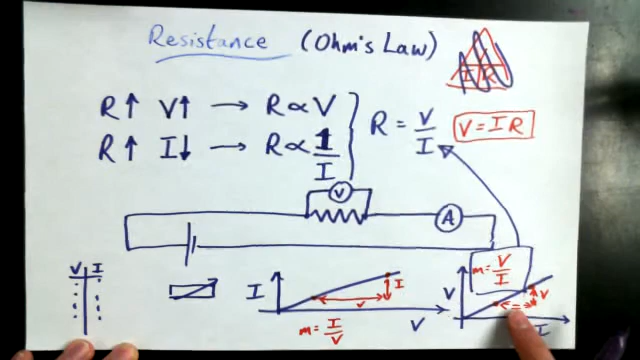 Resistance (Ohm's Law)
R↑ V↑ → R ∝ V
R↑ I↓ → R ∝ 1/I
R = V/I
V = IR
V
A
V I
I
I
V
m = I/V
V
m = V/I
V
V
I